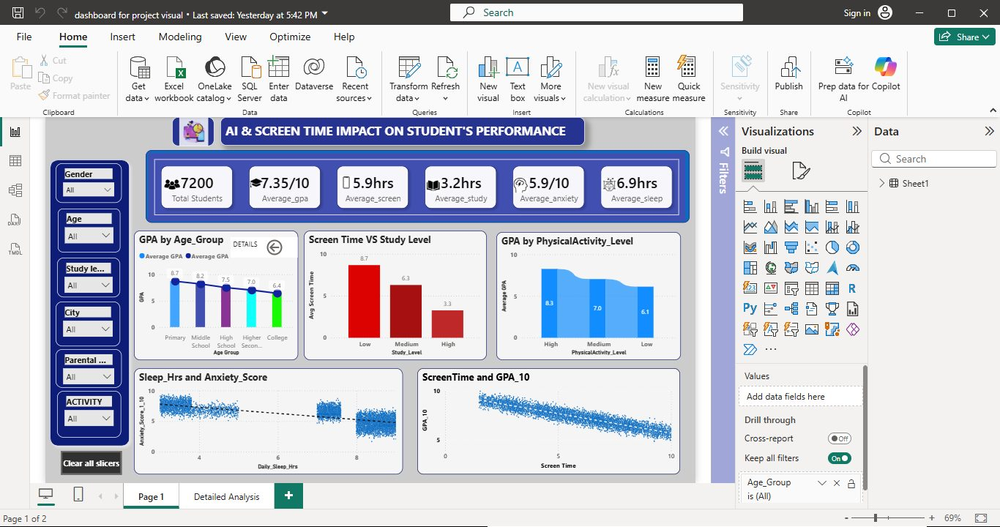 dashboard for project visual • Last saved: Yesterday at 5:42 PM
Search
Sign in
File Home Insert Modeling View Optimize Help
Share
Paste
Cut
Copy
Format painter
Clipboard
Get data
Excel workbook
OneLake catalog
SQL Server
Enter data
Dataverse
Recent sources
Data
Transform data
Refresh
Queries
New visual
Text box
More visuals
Insert
New visual calculation
New measure
Quick measure
Calculations
Sensitivity
Sensitivity
Publish
Share
Prep data for AI
Copilot
Copilot
DAX
TMDL
AI & SCREEN TIME IMPACT ON STUDENT'S PERFORMANCE
Gender
All
Age
All
Study le...
All
City
All
Parental ...
All
ACTIVITY
All
Clear all slicers
7200
Total Students
7.35/10
Average_gpa
5.9hrs
Average_screen
3.2hrs
Average_study
5.9/10
Average_anxiety
6.9hrs
Average_sleep
GPA by Age_Group
DETAILS
Average GPA Average GPA
GPA
10
5
0
8.7 8.2 7.5 7.0 6.4
Primary
Middle School
High School
Higher Secon...
College
Age Group
Screen Time VS Study Level
Avg Screen Time
10
5
0
8.7 6.3 3.3
Low Medium High
Study_Level
GPA by PhysicalActivity_Level
Average GPA
10
5
0
8.3 7.0 6.1
High Medium Low
PhysicalActivity_Level
Sleep_Hrs and Anxiety_Score
Anxiety_Score_1_10
10
5
0
4 6 8
Daily_Sleep_Hrs
ScreenTime and GPA_10
GPA_10
10
5
0 5 10
Screen Time
Filters
Visualizations
Build visual
R
Py
Values
Add data fields here
Drill through
Cross-report
Off
Keep all filters
On
Age_Group
is (All)
Data
Search
Sheet1
Page 1
Detailed Analysis
Page 1 of 2
69%